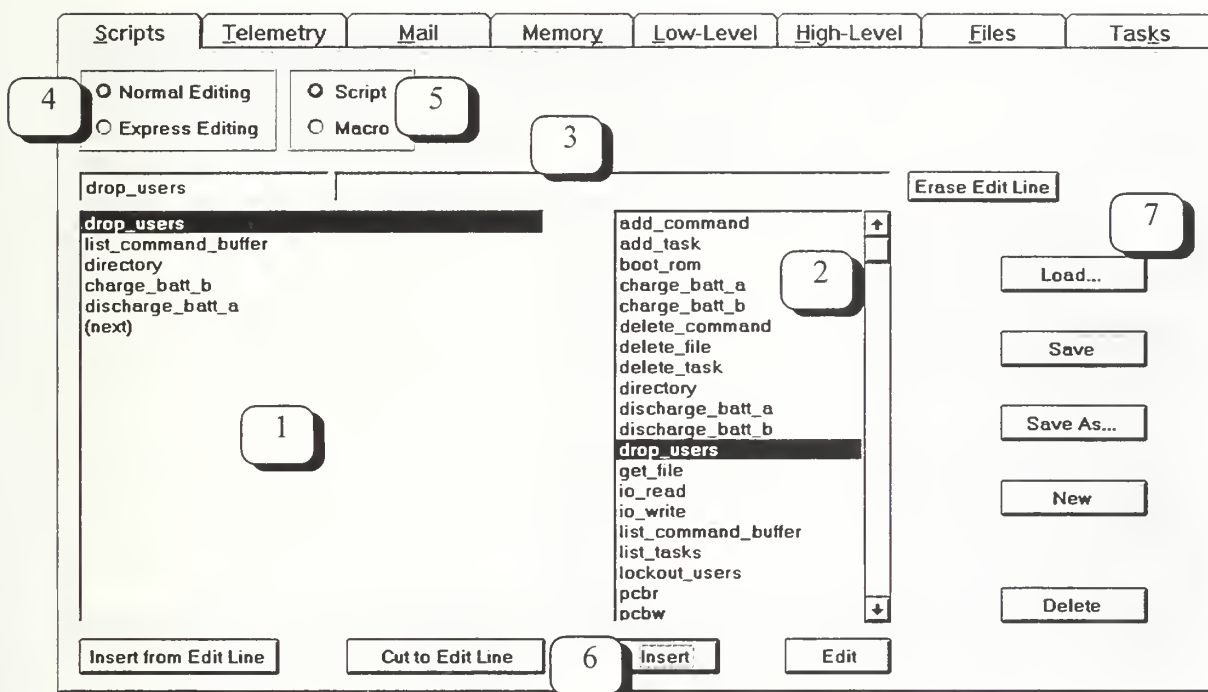 Scripts Telemetry Mail Memory Low-Level High-Level Files Tasks
4 Normal Editing Script 5
Express Editing Macro
3
drop_users Erase Edit Line
drop_users
list_command_buffer
directory
charge_batt_b
discharge_batt_a
(next)
1
add_command
add_task
boot_rom
charge_batt_a
charge_batt_b
delete_command
delete_file
delete_task
directory
discharge_batt_a
discharge_batt_b
drop_users
get_file
io_read
io_write
list_command_buffer
list_tasks
lockout_users
pcbr
pcbw
2
7
Load...
Save
Save As...
New
Delete
Insert from Edit Line Cut to Edit Line 6 Insert Edit